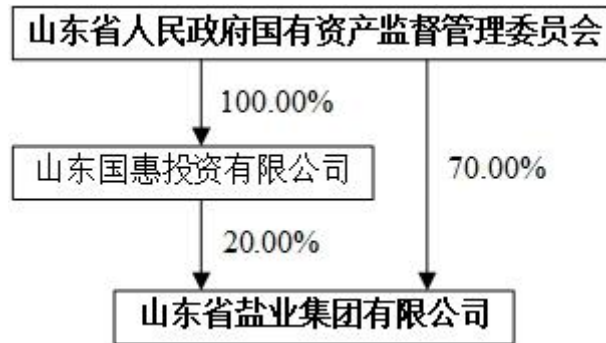 山东省人民政府国有资产监督管理委员会
100.00%
山东国惠投资有限公司
70.00%
20.00%
山东省盐业集团有限公司